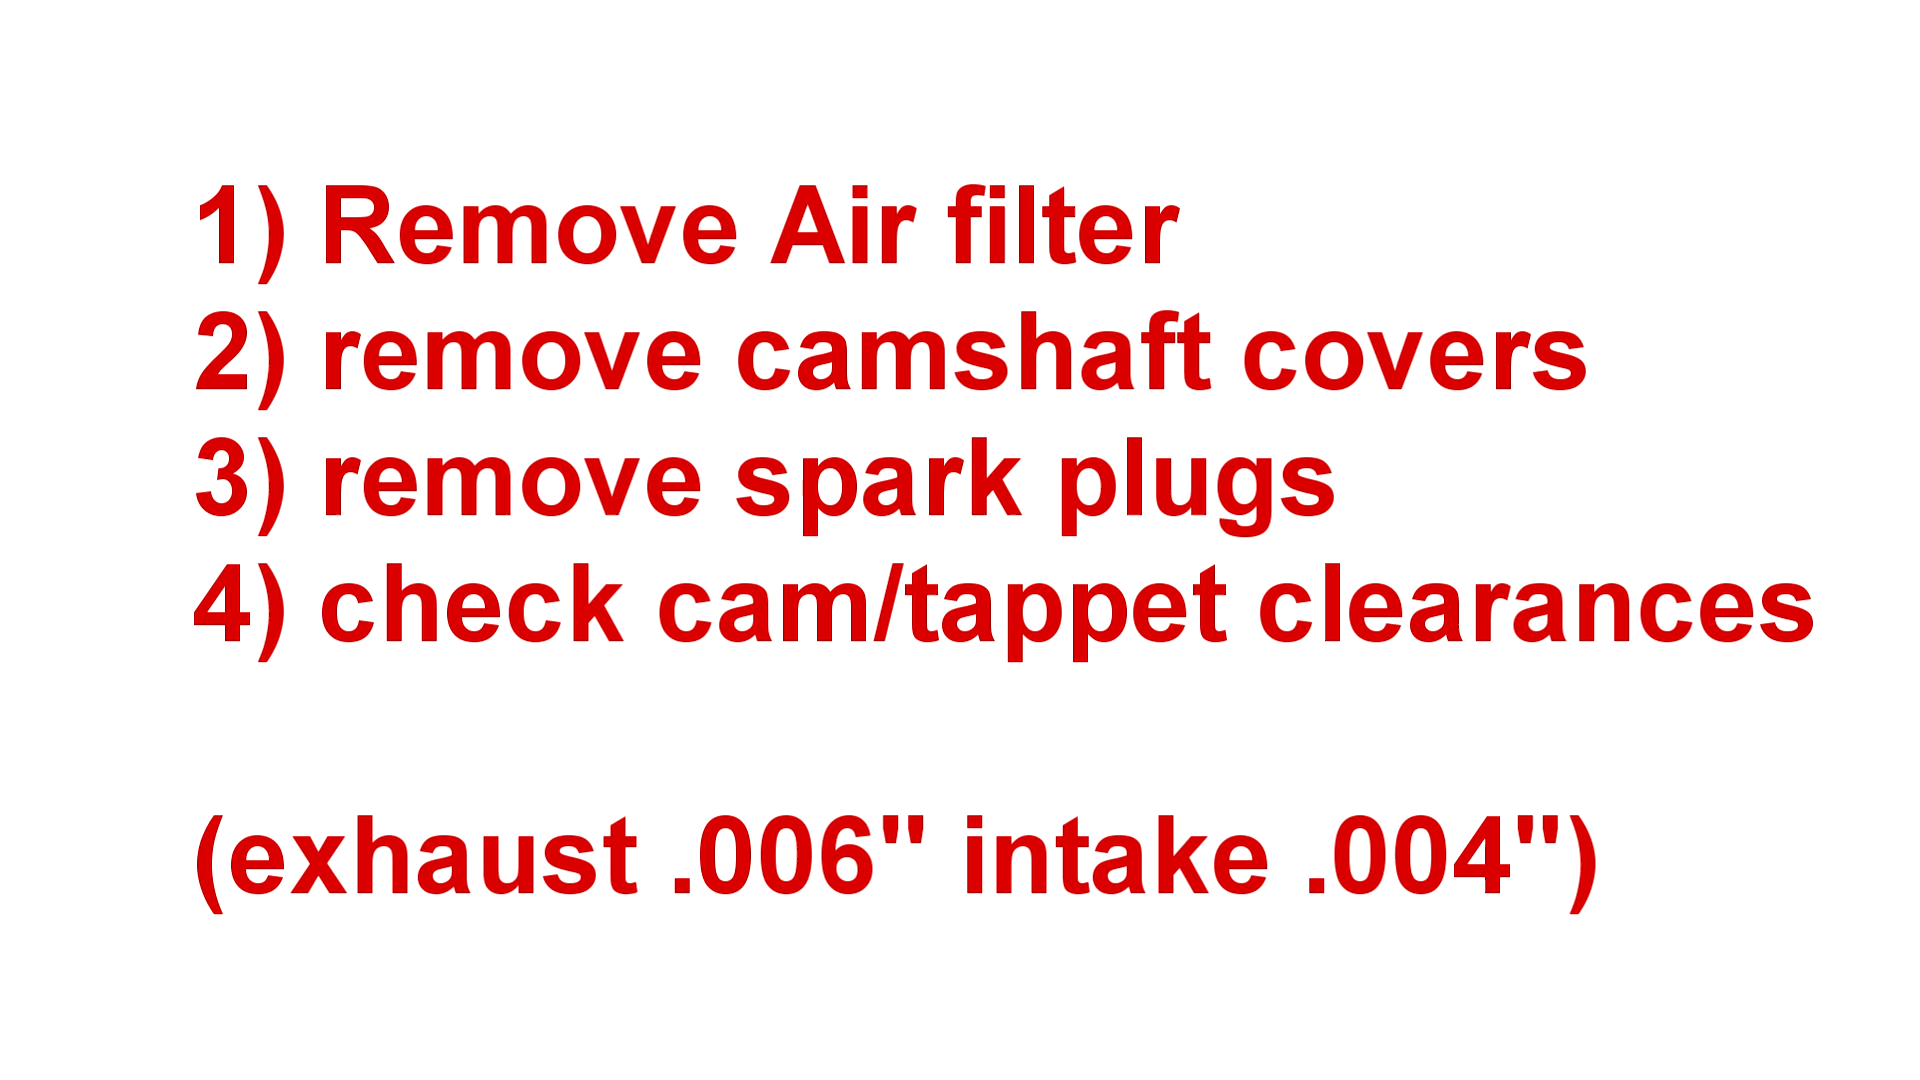 1) Remove Air filter
2) remove camshaft covers
3) remove spark plugs
4) check cam/tappet clearances
(exhaust .006" intake .004")